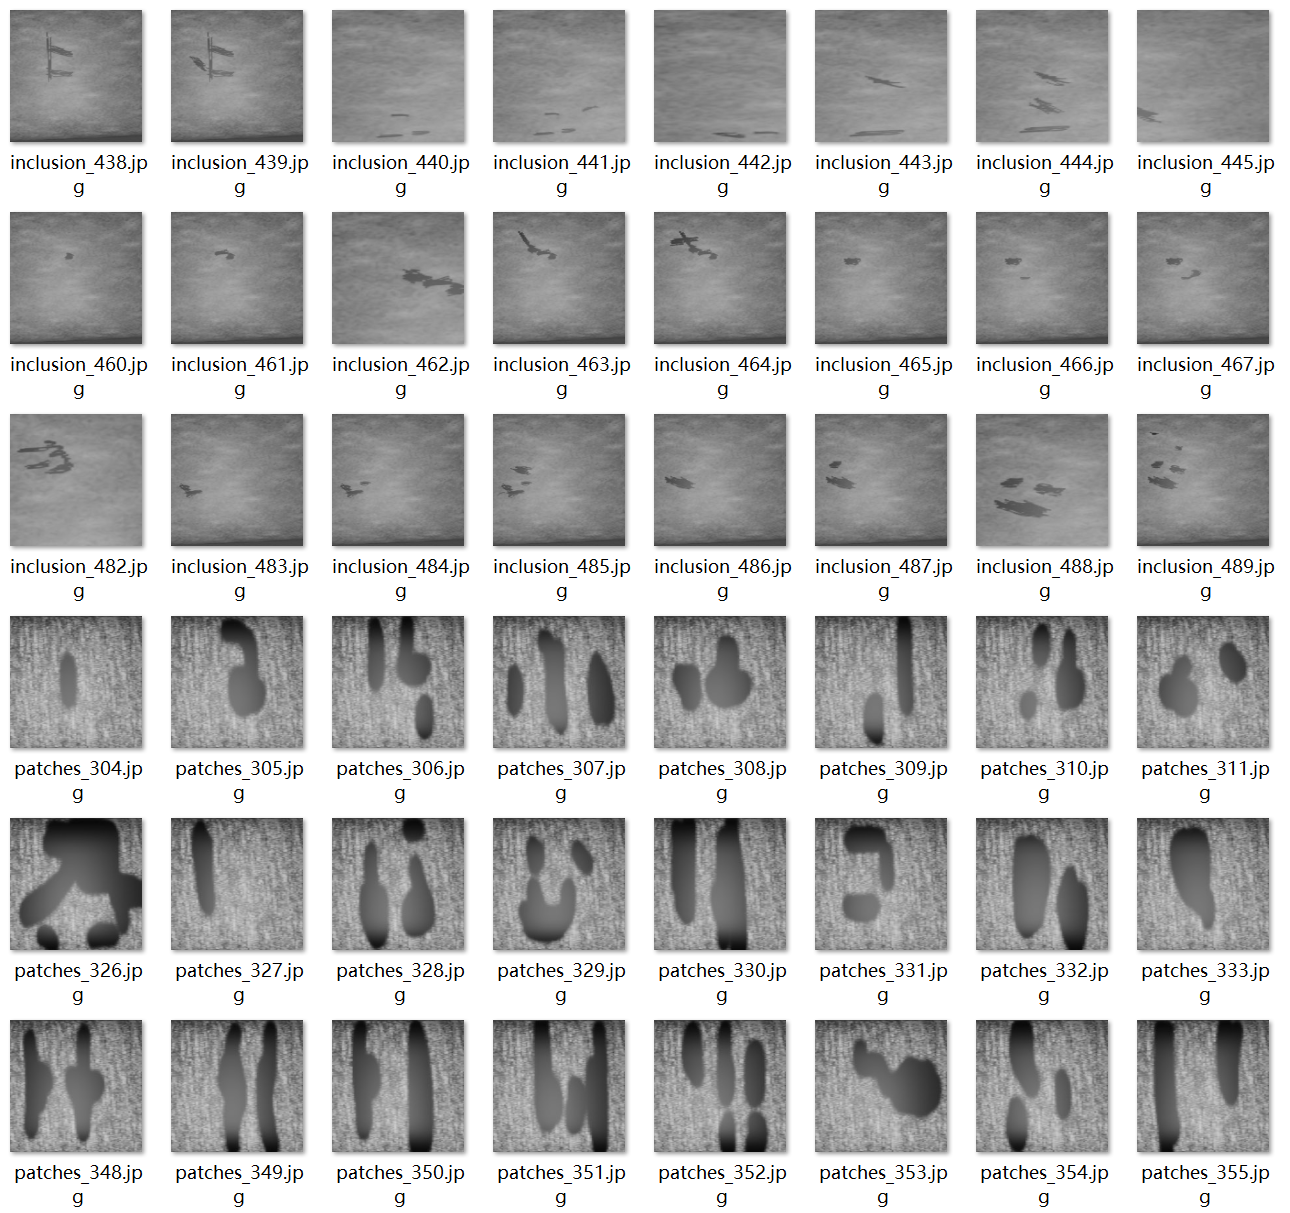 inclusion_438.jp
g
inclusion_439.jp
g
inclusion_440.jp
g
inclusion_441.jp
g
inclusion_442.jp
g
inclusion_443.jp
g
inclusion_444.jp
g
inclusion_445.jp
g
inclusion_460.jp
g
inclusion_461.jp
g
inclusion_462.jp
g
inclusion_463.jp
g
inclusion_464.jp
g
inclusion_465.jp
g
inclusion_466.jp
g
inclusion_467.jp
g
inclusion_482.jp
g
inclusion_483.jp
g
inclusion_484.jp
g
inclusion_485.jp
g
inclusion_486.jp
g
inclusion_487.jp
g
inclusion_488.jp
g
inclusion_489.jp
g
patches_304.jp
g
patches_305.jp
g
patches_306.jp
g
patches_307.jp
g
patches_308.jp
g
patches_309.jp
g
patches_310.jp
g
patches_311.jp
g
patches_326.jp
g
patches_327.jp
g
patches_328.jp
g
patches_329.jp
g
patches_330.jp
g
patches_331.jp
g
patches_332.jp
g
patches_333.jp
g
patches_348.jp
g
patches_349.jp
g
patches_350.jp
g
patches_351.jp
g
patches_352.jp
g
patches_353.jp
g
patches_354.jp
g
patches_355.jp
g